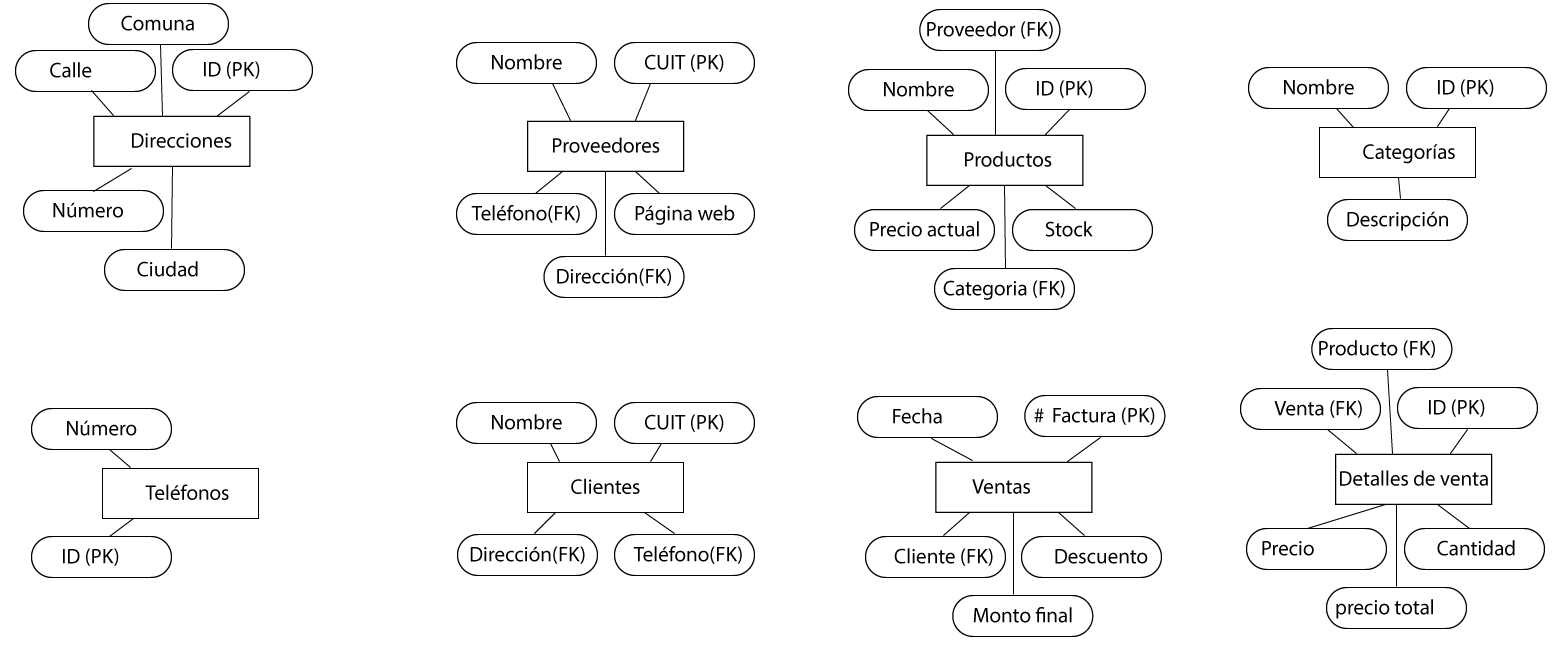 Comuna
Calle
ID (PK)
Direcciones
Número
Ciudad
Nombre
CUIT (PK)
Proveedores
Teléfono(FK)
Página web
Dirección(FK)
Proveedor (FK)
Nombre
ID (PK)
Productos
Precio actual
Stock
Categoria (FK)
Nombre
ID (PK)
Categorías
Descripción
Número
Teléfonos
ID (PK)
Nombre
CUIT (PK)
Clientes
Dirección(FK)
Teléfono(FK)
Fecha
# Factura (PK)
Ventas
Cliente (FK)
Descuento
Monto final
Producto (FK)
Venta (FK)
ID (PK)
Detalles de venta
Precio
Cantidad
precio total